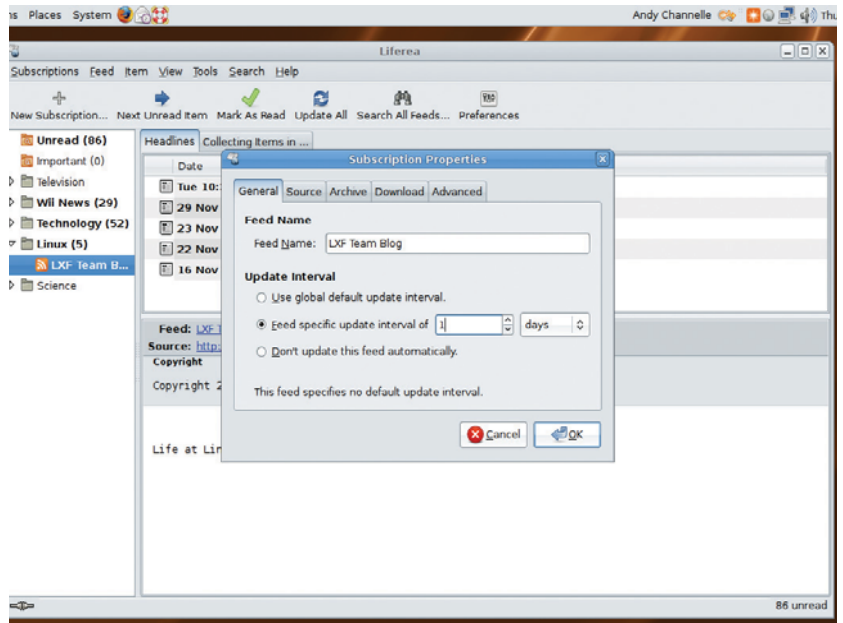 Places System Andy Channelle
Liferea
Subscriptions Feed Item View Tools Search Help
New Subscription... Next Unread Item Mark As Read Update All Search All Feeds... Preferences
Unread (86)
Important (0)
Television
Wii News (29)
Technology (52)
Linux (5)
LXF Team B...
Science
Headlines Collecting Items in ...
Date
Tue 10:
29 Nov
23 Nov
22 Nov
16 Nov
Subscription Properties
General Source Archive Download Advanced
Feed Name
Feed Name: LXF Team Blog
Update Interval
Use global default update interval.
Feed specific update interval of 1 days
Don't update this feed automatically.
This feed specifies no default update interval.
Cancel OK
Feed: LXF
Source: http:
Copyright
Copyright 2
Life at Lin
86 unread